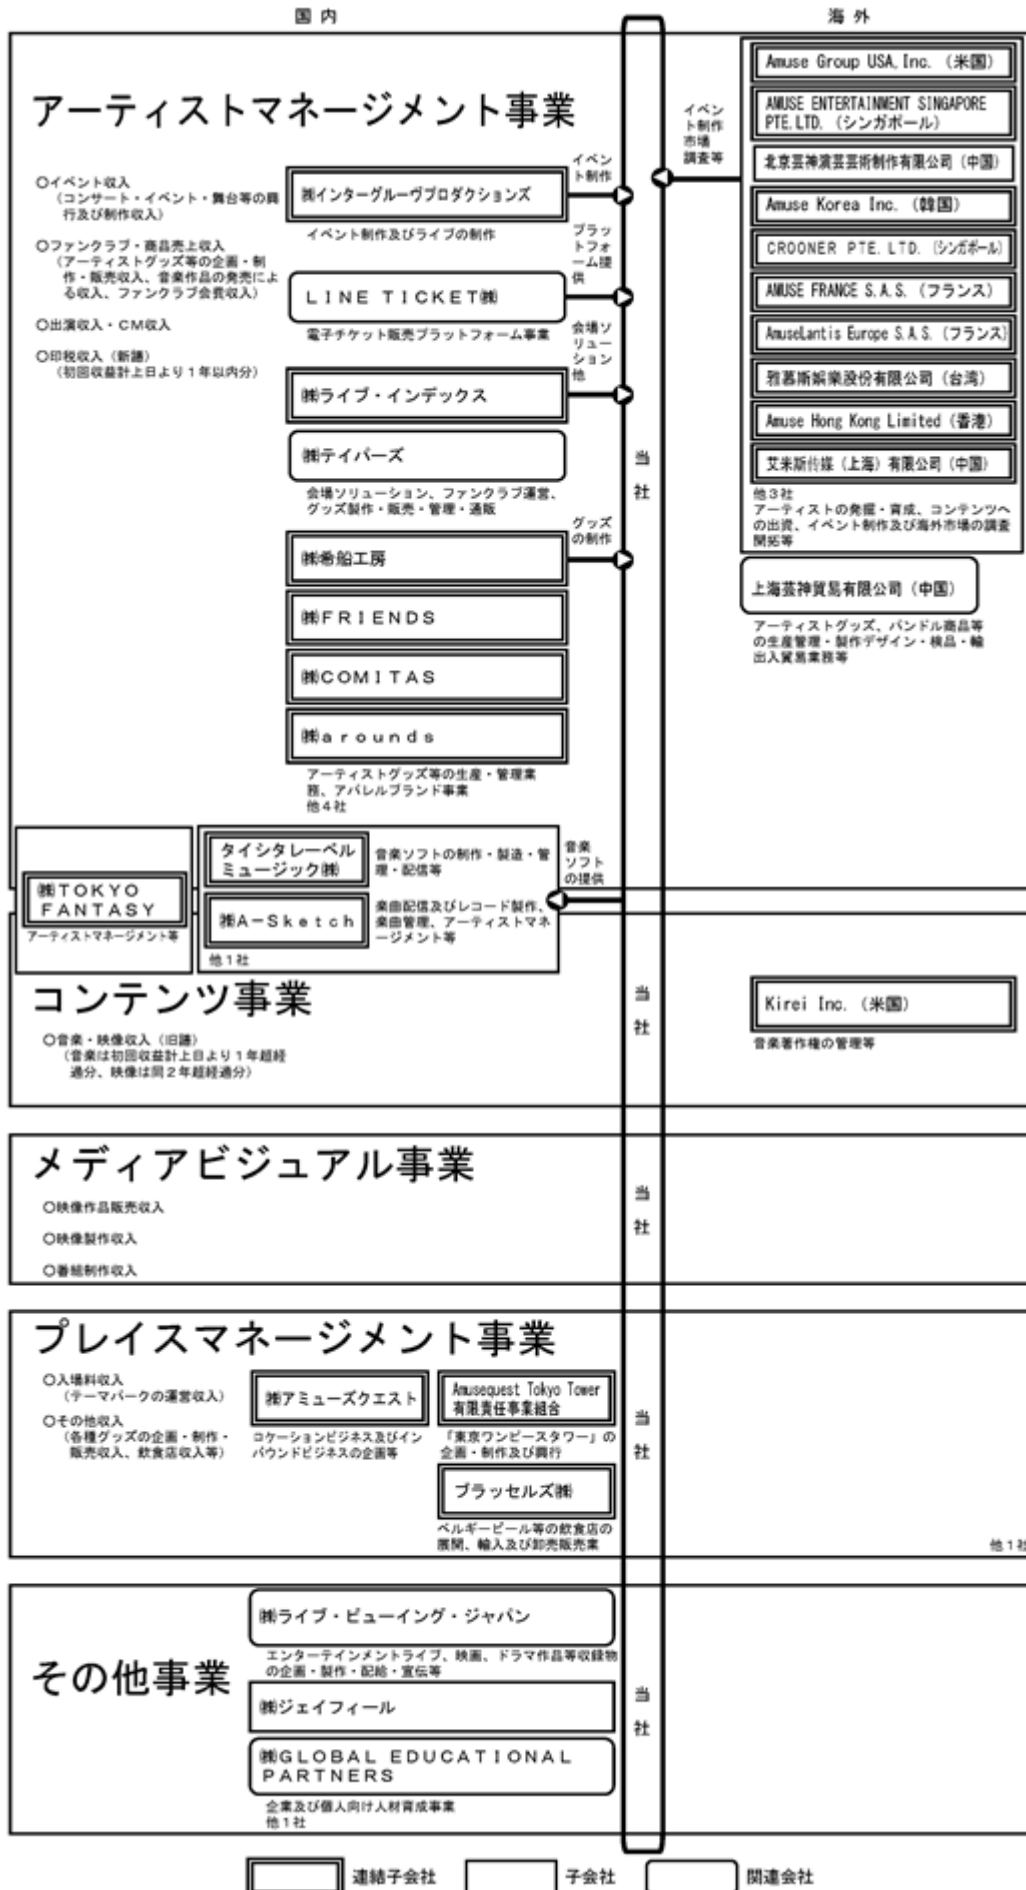 国内
海外
アーティストマネージメント事業
○イベント収入
(コンサート・イベント・舞台等の興
行及び制作収入)
○ファンクラブ・商品売上収入
(アーティストグッズ等の企画・制
作・販売収入、音楽作品の発売によ
る収入、ファンクラブ会費収入)
○出演収入・CM収入
○印税収入(新譜)
(初回収益計上日より1年以内分)
㈱インターグルーヴプロダクションズ
イベント制作及びライブの制作
イベン
ト制作
LINE TICKET㈱
電子チケット販売プラットフォーム事業
プラッ
トフォ
ーム提
供
㈱ライブ・インデックス
会場ソ
リュー
ション
他
㈱テイパーズ
会場ソリューション、ファンクラブ運営、
グッズ製作・販売・管理・通販
㈱希船工房
グッズ
の制作
㈱FRIENDS
㈱COMITAS
㈱arounds
アーティストグッズ等の生産・管理業
務、アパレルブランド事業
他4社
当
社
イベン
ト制作
市場
調査等
Amuse Group USA,Inc.(米国)
AMUSE ENTERTAINMENT SINGAPORE
PTE.LTD.(シンガポール)
北京芸神演芸芸術制作有限公司(中国)
Amuse Korea Inc.(韓国)
CROONER PTE.LTD.(シンガポール)
AMUSE FRANCE S.A.S.(フランス)
AmuseLantis Europe S.A.S.(フランス)
雅慕斯娯樂股份有限公司(台湾)
Amuse Hong Kong Limited(香港)
艾米斯传媒(上海)有限公司(中国)
他3社
アーティストの発掘・育成、コンテンツへ
の出資、イベント制作及び海外市場の調査
開拓等
上海芸神貿易有限公司(中国)
アーティストグッズ、バンドル商品等
の生産管理・製作デザイン・検品・輸
出入貿易業務等
㈱TOKYO
FANTASY
アーティストマネージメント等
タイシタレーベル
ミュージック㈱
音楽ソフトの制作・製造・管
理・配信等
㈱A-Sketch
楽曲配信及びレコード製作、
楽曲管理、アーティストマネ
ージメント等
他1社
音楽
ソフト
の提供
コンテンツ事業
○音楽・映像収入(旧譜)
(音楽は初回収益計上日より1年超経
過分、映像は同2年超経過分)
当
社
Kirei Inc.(米国)
音楽著作権の管理等
メディアビジュアル事業
○映像作品販売収入
○映像製作収入
○番組制作収入
当
社
プレイスマネージメント事業
○入場料収入
(テーマパークの運営収入)
○その他収入
(各種グッズの企画・制作・
販売収入、飲食店収入等)
㈱アミューズクエスト
ロケーションビジネス及びイン
バウンドビジネスの企画等
Amusequest Tokyo Tower
有限責任事業組合
「東京ワンピースタワー」の
企画・制作及び興行
ブラッセルズ㈱
ベルギービール等の飲食店の
展開、輸入及び卸売販売業
当
社
他1社
その他事業
㈱ライブ・ビューイング・ジャパン
エンターテインメントライブ、映画、ドラマ作品等収録物
の企画・製作・配給・宣伝等
㈱ジェイフィール
㈱GLOBAL EDUCATIONAL
PARTNERS
企業及び個人向け人材育成事業
他1社
当
社
連結子会社
子会社
関連会社